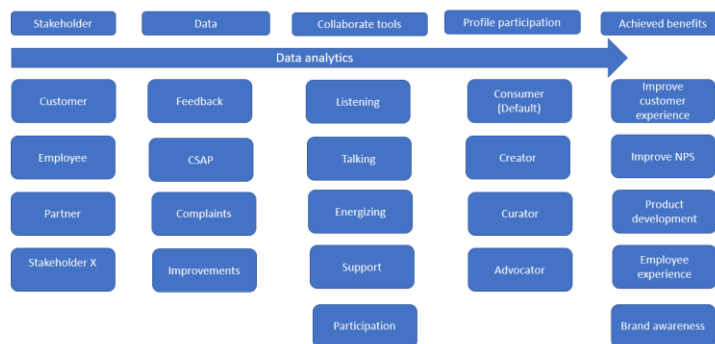 Stakeholder
Data
Collaborate tools
Profile participation
Achieved benefits
Data analytics
Customer
Feedback
Listening
Consumer
(Default)
Improve
customer
experience
Employee
CSAP
Talking
Creator
Improve NPS
Partner
Complaints
Energizing
Curator
Product
development
Stakeholder X
Improvements
Support
Advocator
Employee
experience
Participation
Brand awareness